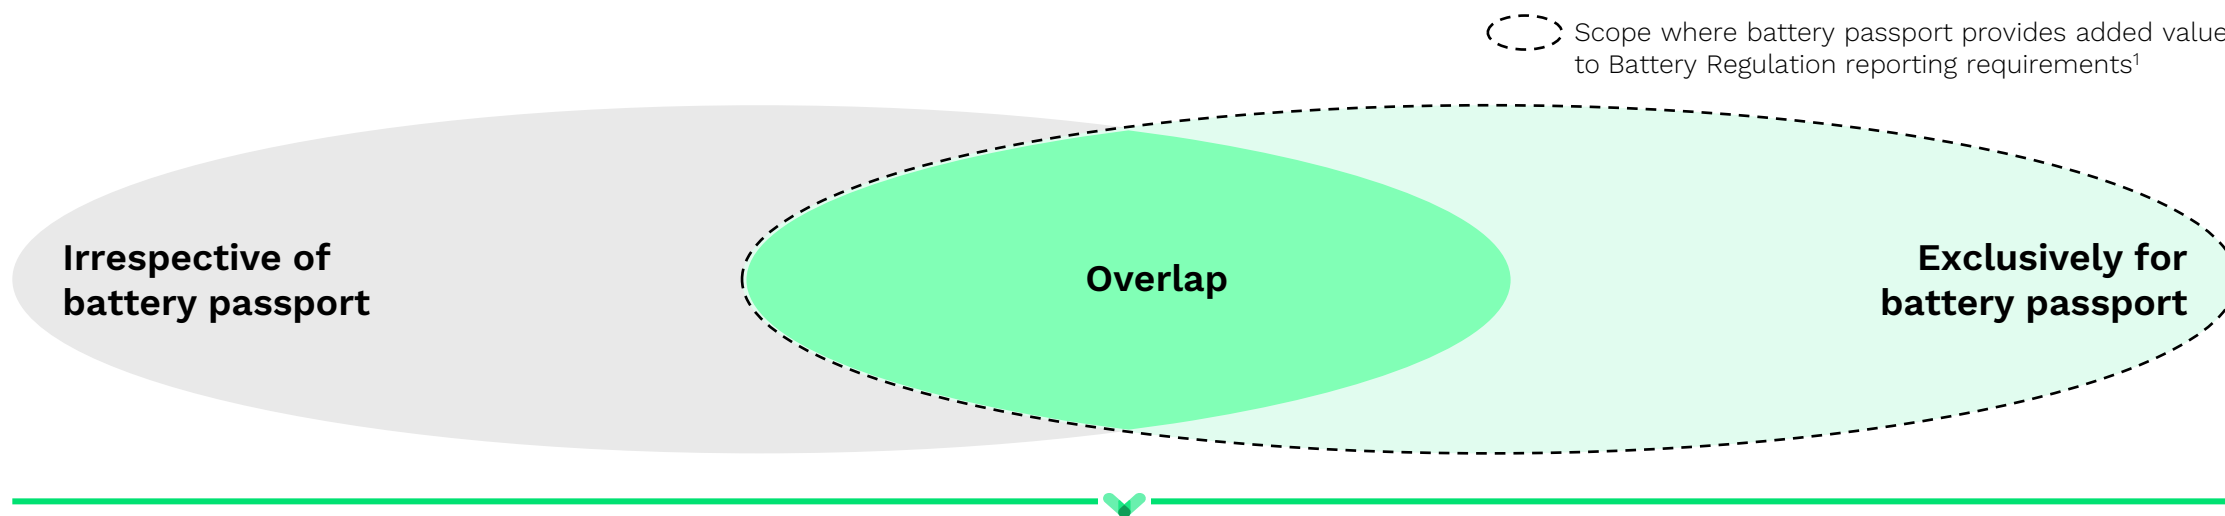 Scope where battery passport provides added value
to Battery Regulation reporting requirements¹
Irrespective of
battery passport
Overlap
Exclusively for
battery passport